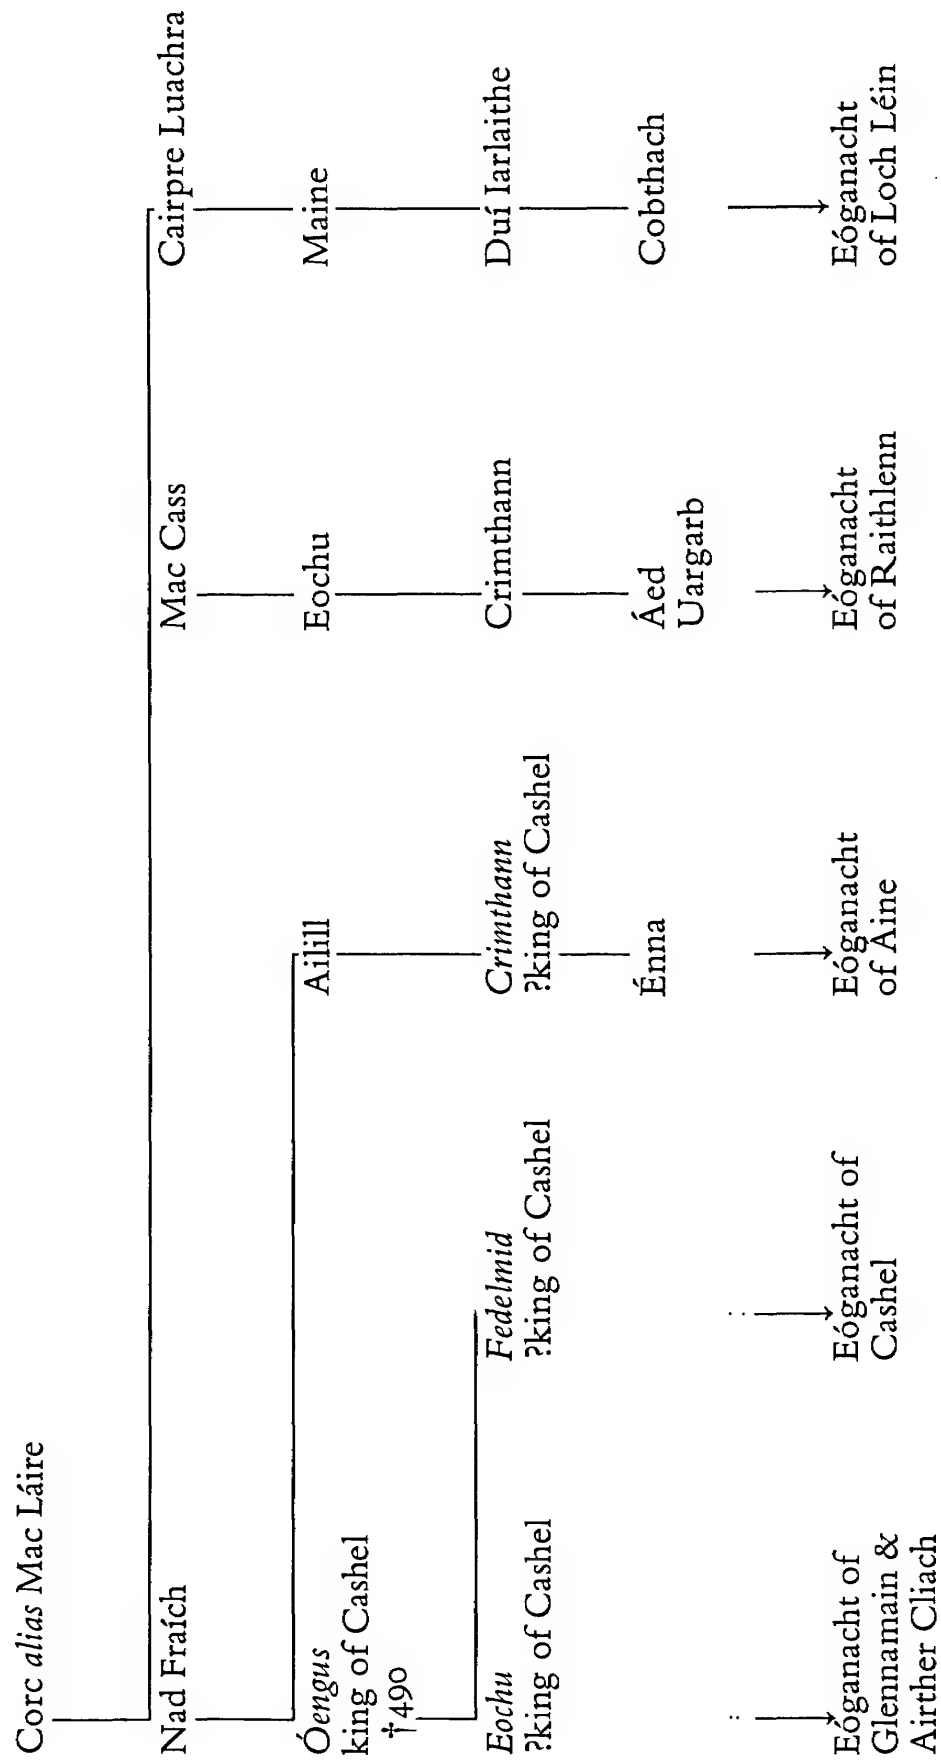 Corc alias Mac Láire
Nad Fraích
Mac Cass
Cairpre Luachra
Óengus
king of Cashel
†490
Ailill
Eochu
Maine
Eochu
?king of Cashel
Fedelmid
?king of Cashel
Crimthann
?king of Cashel
Crimthann
Duí Iarlaithe
Énna
Áed
Uargarb
Cobthach
Eóganacht of
Glennamain &
Airther Cliach
Eóganacht of
Cashel
Eóganacht
of Áine
Eóganacht
of Raithlenn
Eóganacht
of Loch Léin